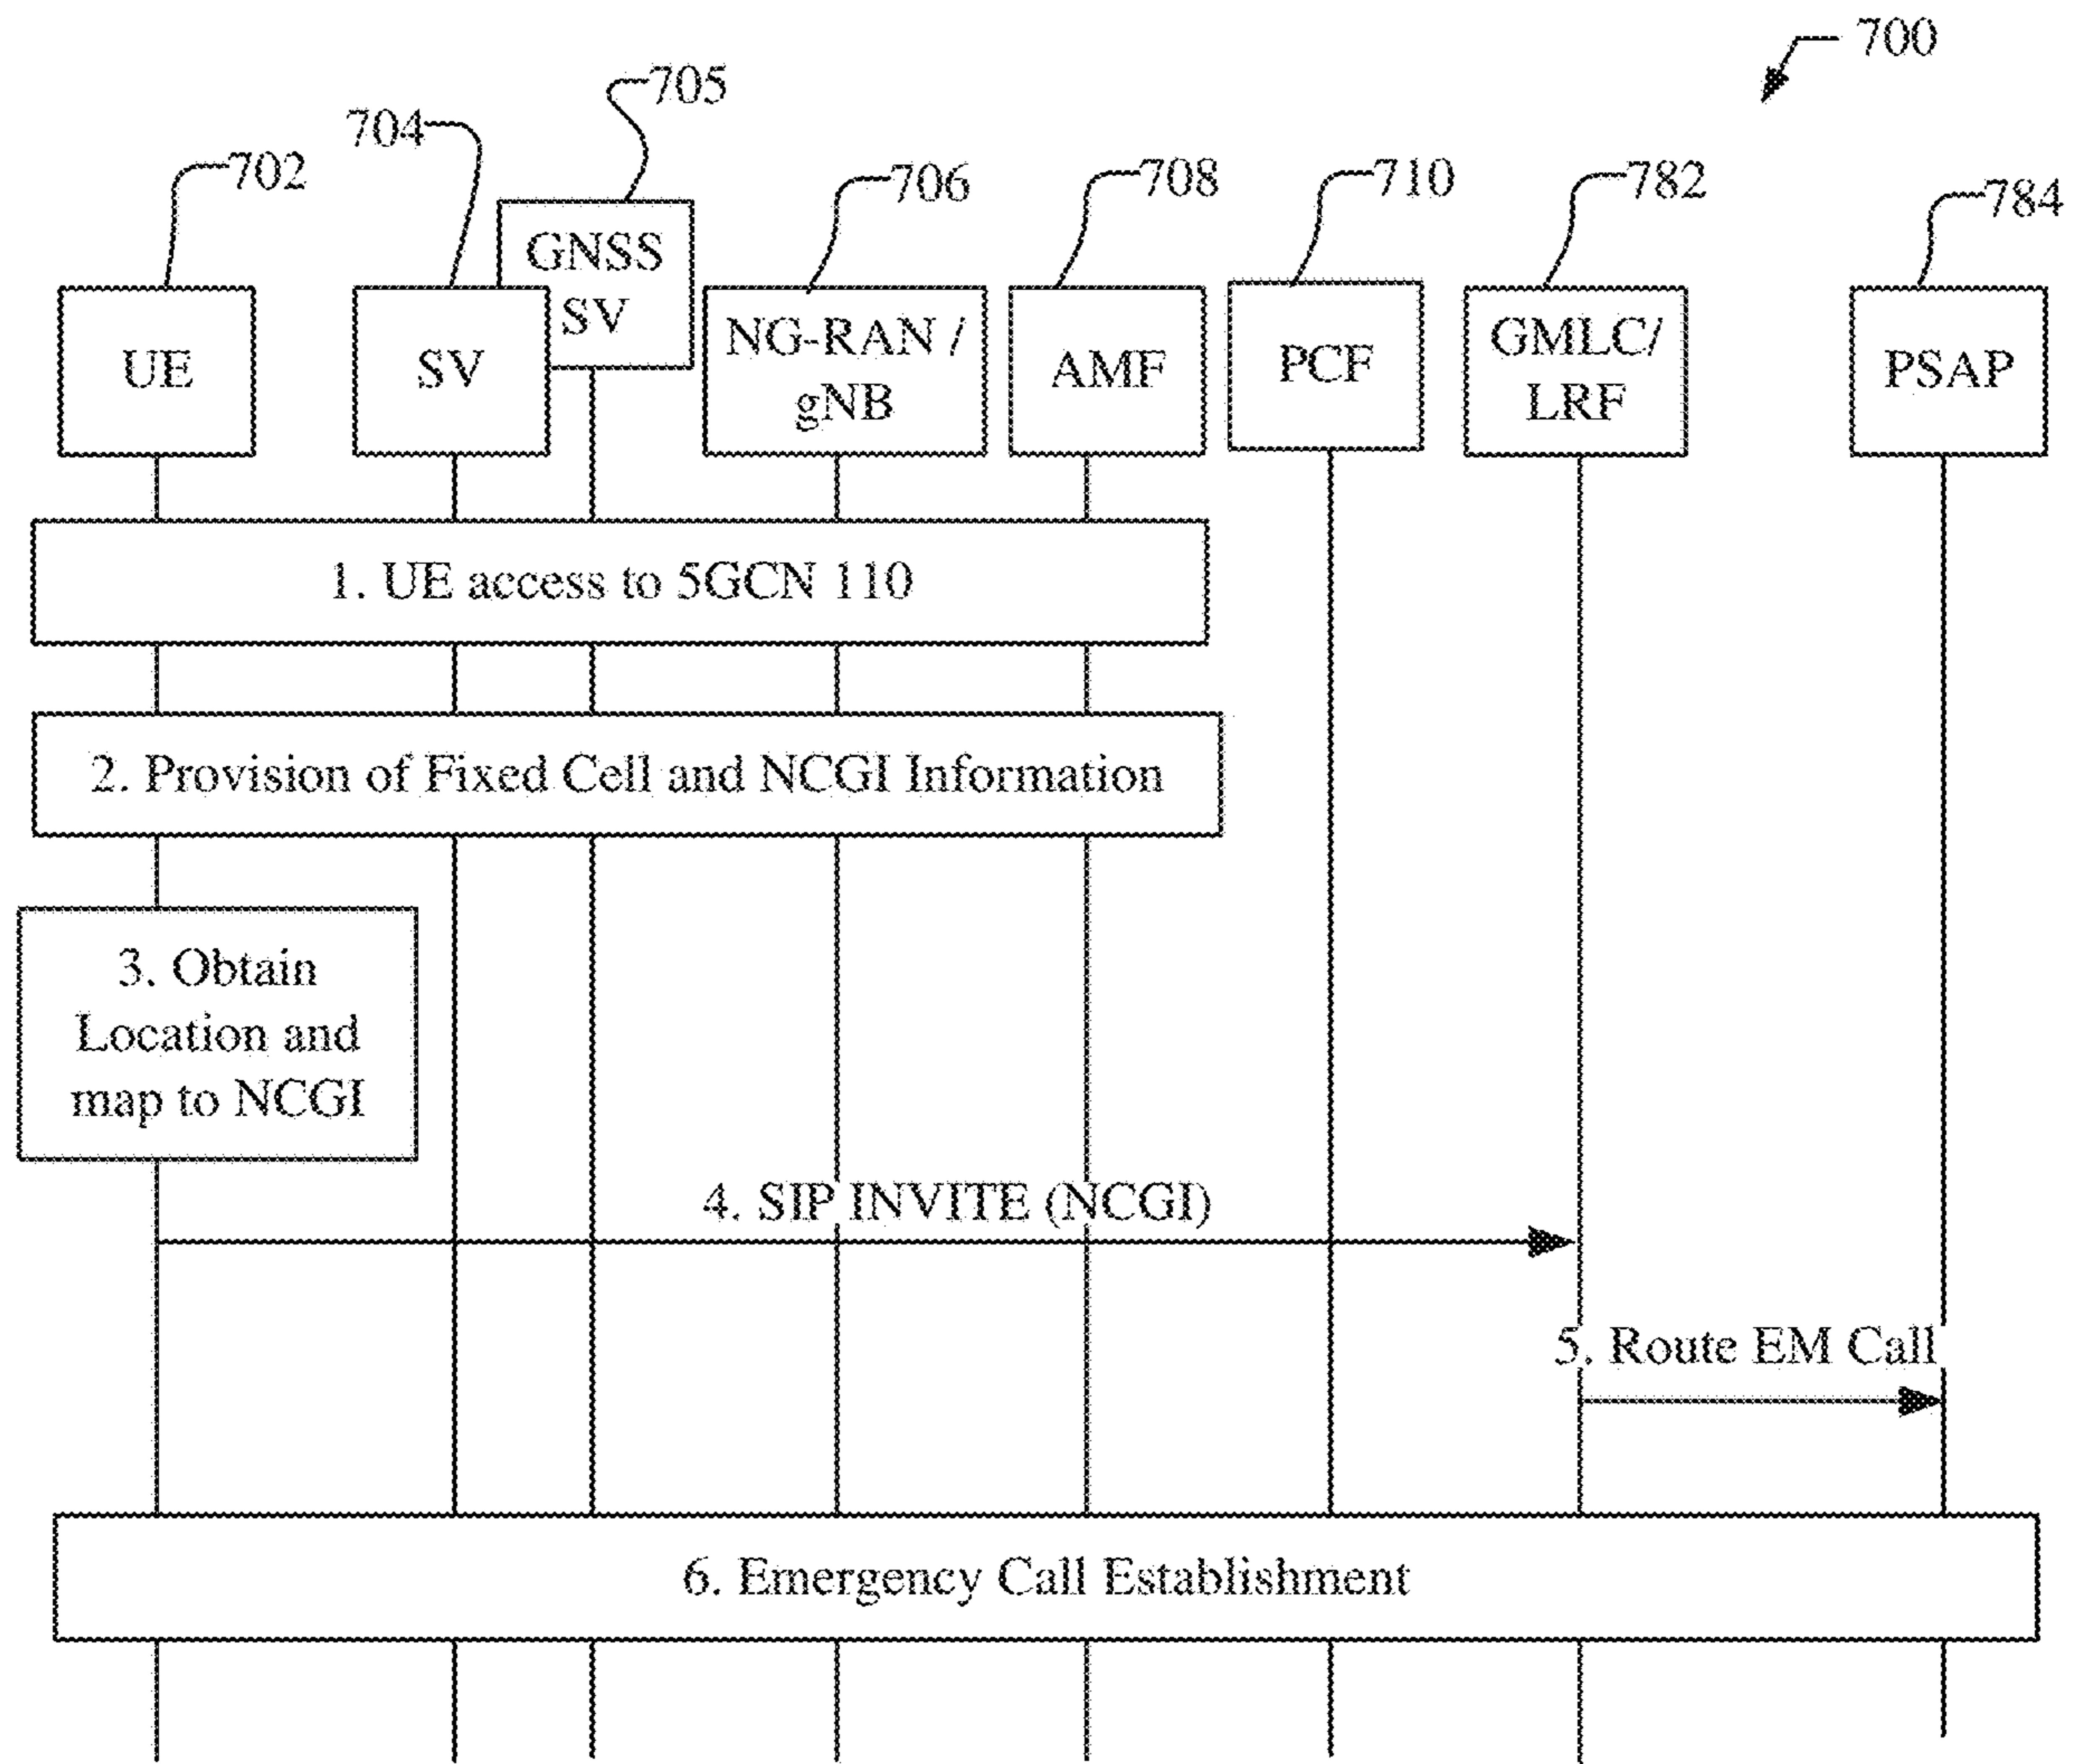 700
705
704
702
706
708
710
782
784
GNSS
SV
UE
SV
NG-RAN /
gNB
AMF
PCF
GMLC/
LRF
PSAP
1. UE access to 5GCN 110
2. Provision of Fixed Cell and NCGI Information
3. Obtain
Location and
map to NCGI
4. SIP INVITE (NCGI)
5. Route EM Call
6. Emergency Call Establishment